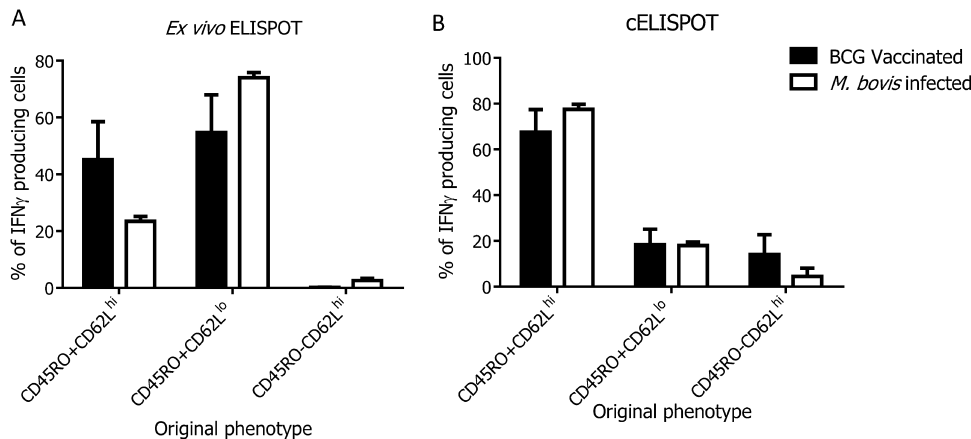 A
Ex vivo ELISPOT
% of IFNγ producing cells
80
60
40
20
0
CD45RO+CD62Lhi
CD45RO+CD62Llo
CD45RO-CD62Lhi
Original phenotype
B
cELISPOT
BCG Vaccinated
M. bovis infected
% of IFNγ producing cells
100
80
60
40
20
0
CD45RO+CD62Lhi
CD45RO+CD62Llo
CD45RO-CD62Lhi
Original phenotype